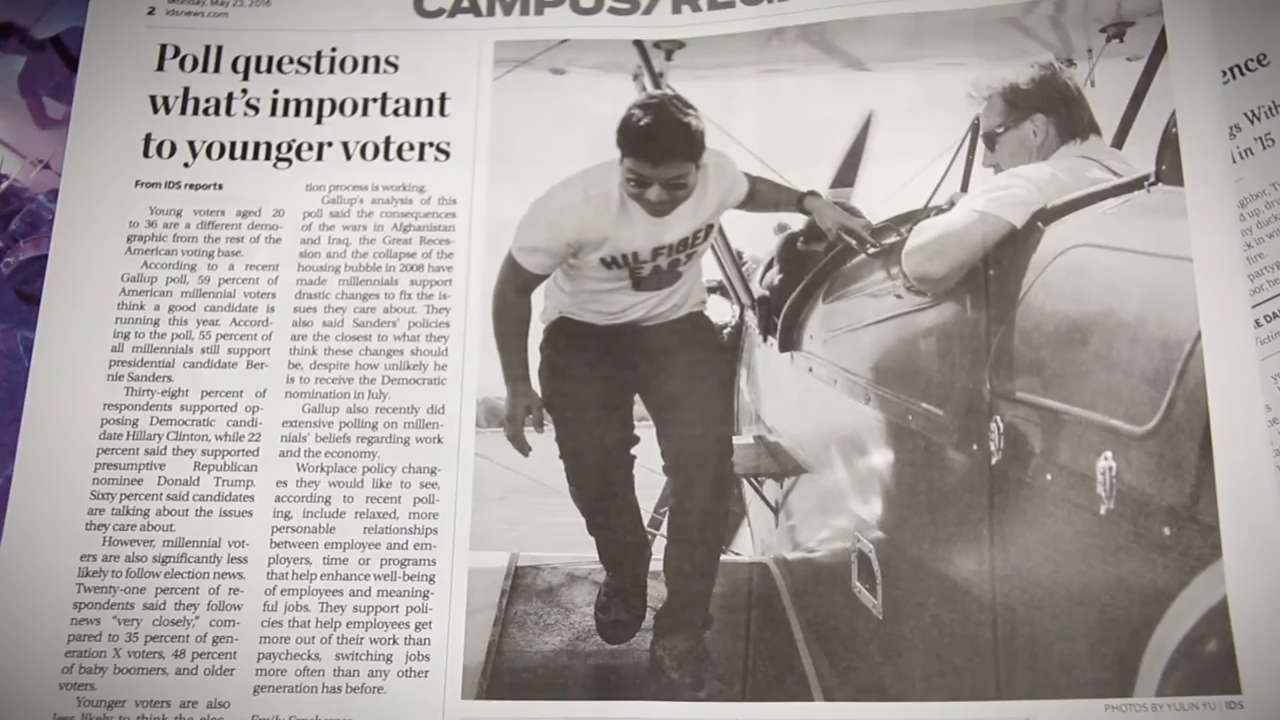 2
Monday, May 23, 2016
idsnews.com
Poll questions
what's important
to younger voters
From IDS reports
Young voters aged 20
to 36 are a different demo-
graphic from the rest of the
American voting base.
According to a recent
Gallup poll, 59 percent of
American millennial voters
think a good candidate is
running this year. Accord-
ing to the poll, 55 percent of
all millennials still support
presidential candidate Ber-
nie Sanders.
Thirty-eight percent of
respondents supported op-
posing Democratic candi-
date Hillary Clinton, while 22
percent said they supported
presumptive Republican
nominee Donald Trump.
Sixty percent said candidates
are talking about the issues
they care about.
However, millennial vot-
ers are also significantly less
likely to follow election news.
Twenty-one percent of re-
spondents said they follow
news "very closely," com-
pared to 35 percent of gen-
eration X voters, 48 percent
of baby boomers, and older
voters.
Younger voters are also
less likely to think the elec-
tion process is working.
Gallup's analysis of this
poll said the consequences
of the wars in Afghanistan
and Iraq, the Great Reces-
sion and the collapse of the
housing bubble in 2008 have
made millennials support
drastic changes to fix the is-
sues they care about. They
also said Sanders' policies
are the closest to what they
think these changes should
be, despite how unlikely he
is to receive the Democratic
nomination in July.
Gallup also recently did
extensive polling on millen-
nials' beliefs regarding work
and the economy.
Workplace policy chang-
es they would like to see,
according to recent poll-
ing, include relaxed, more
personable relationships
between employee and em-
ployers, time or programs
that help enhance well-being
of employees and meaning-
ful jobs. They support poli-
cies that help employees get
more out of their work than
paychecks, switching jobs
more often than any other
generation has before.
HILFIGER
PHOTOS BY YULIN YU | IDS
ence
gs With
in '15
fire.